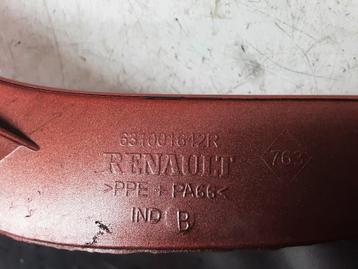 631001642R
RENAULT
763
>PPE + PA66<
IND B